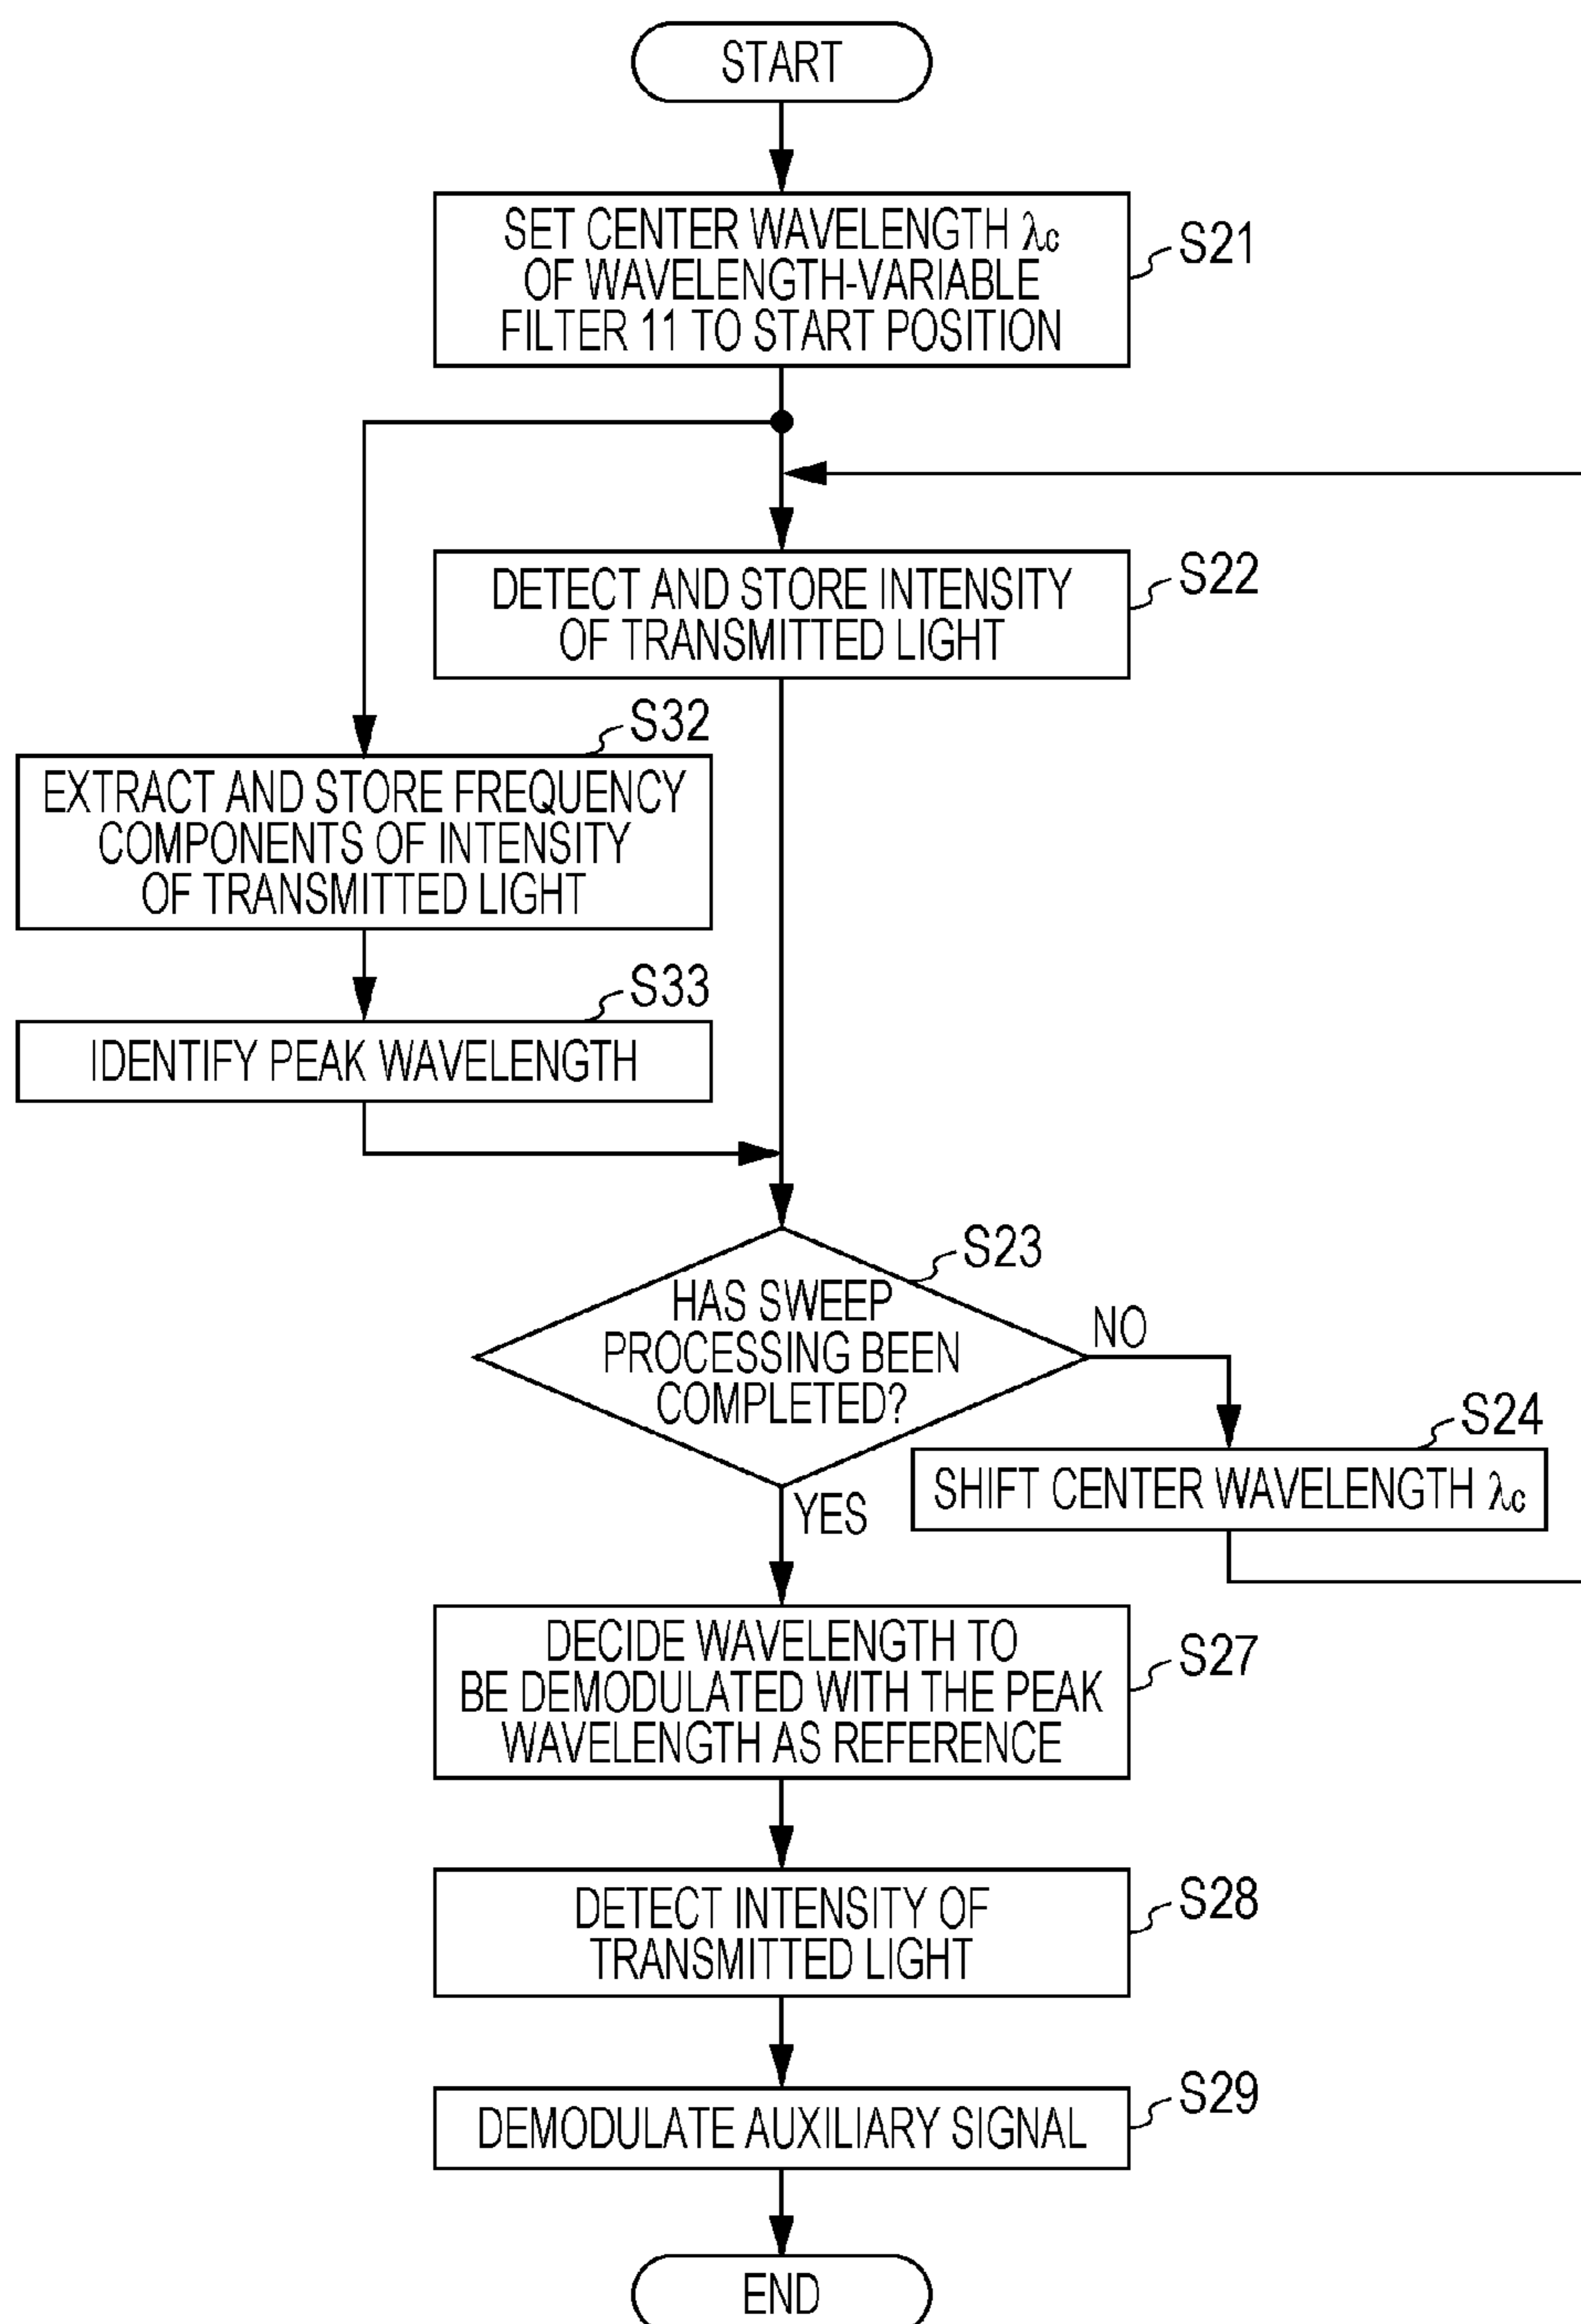 START
SET CENTER WAVELENGTH λc
OF WAVELENGTH-VARIABLE
FILTER 11 TO START POSITION
S21
DETECT AND STORE INTENSITY
OF TRANSMITTED LIGHT
S22
S32
EXTRACT AND STORE FREQUENCY
COMPONENTS OF INTENSITY
OF TRANSMITTED LIGHT
S33
IDENTIFY PEAK WAVELENGTH
S23
HAS SWEEP
PROCESSING BEEN
COMPLETED?
NO
S24
SHIFT CENTER WAVELENGTH λc
YES
DECIDE WAVELENGTH TO
BE DEMODULATED WITH THE PEAK
WAVELENGTH AS REFERENCE
S27
DETECT INTENSITY OF
TRANSMITTED LIGHT
S28
DEMODULATE AUXILIARY SIGNAL
S29
END